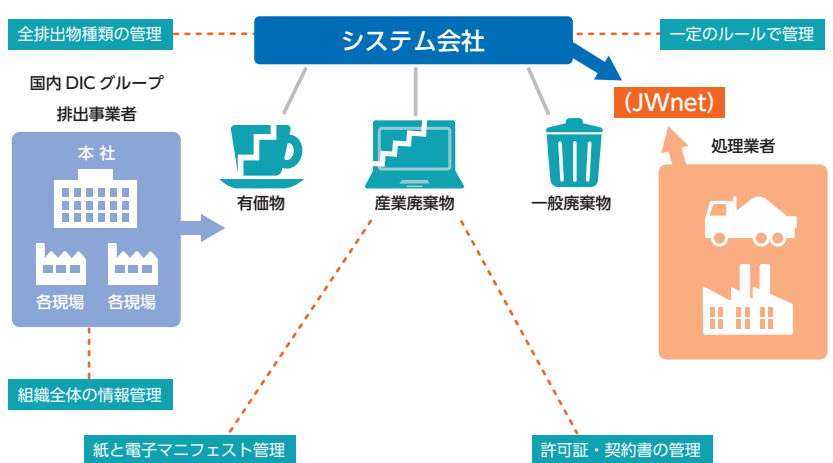 全排出物種類の管理
システム会社
一定のルールで管理
国内 DIC グループ
排出事業者
（JWnet）
本 社
処理業者
有価物
産業廃棄物
一般廃棄物
各現場
各現場
組織全体の情報管理
紙と電子マニフェスト管理
許可証・契約書の管理